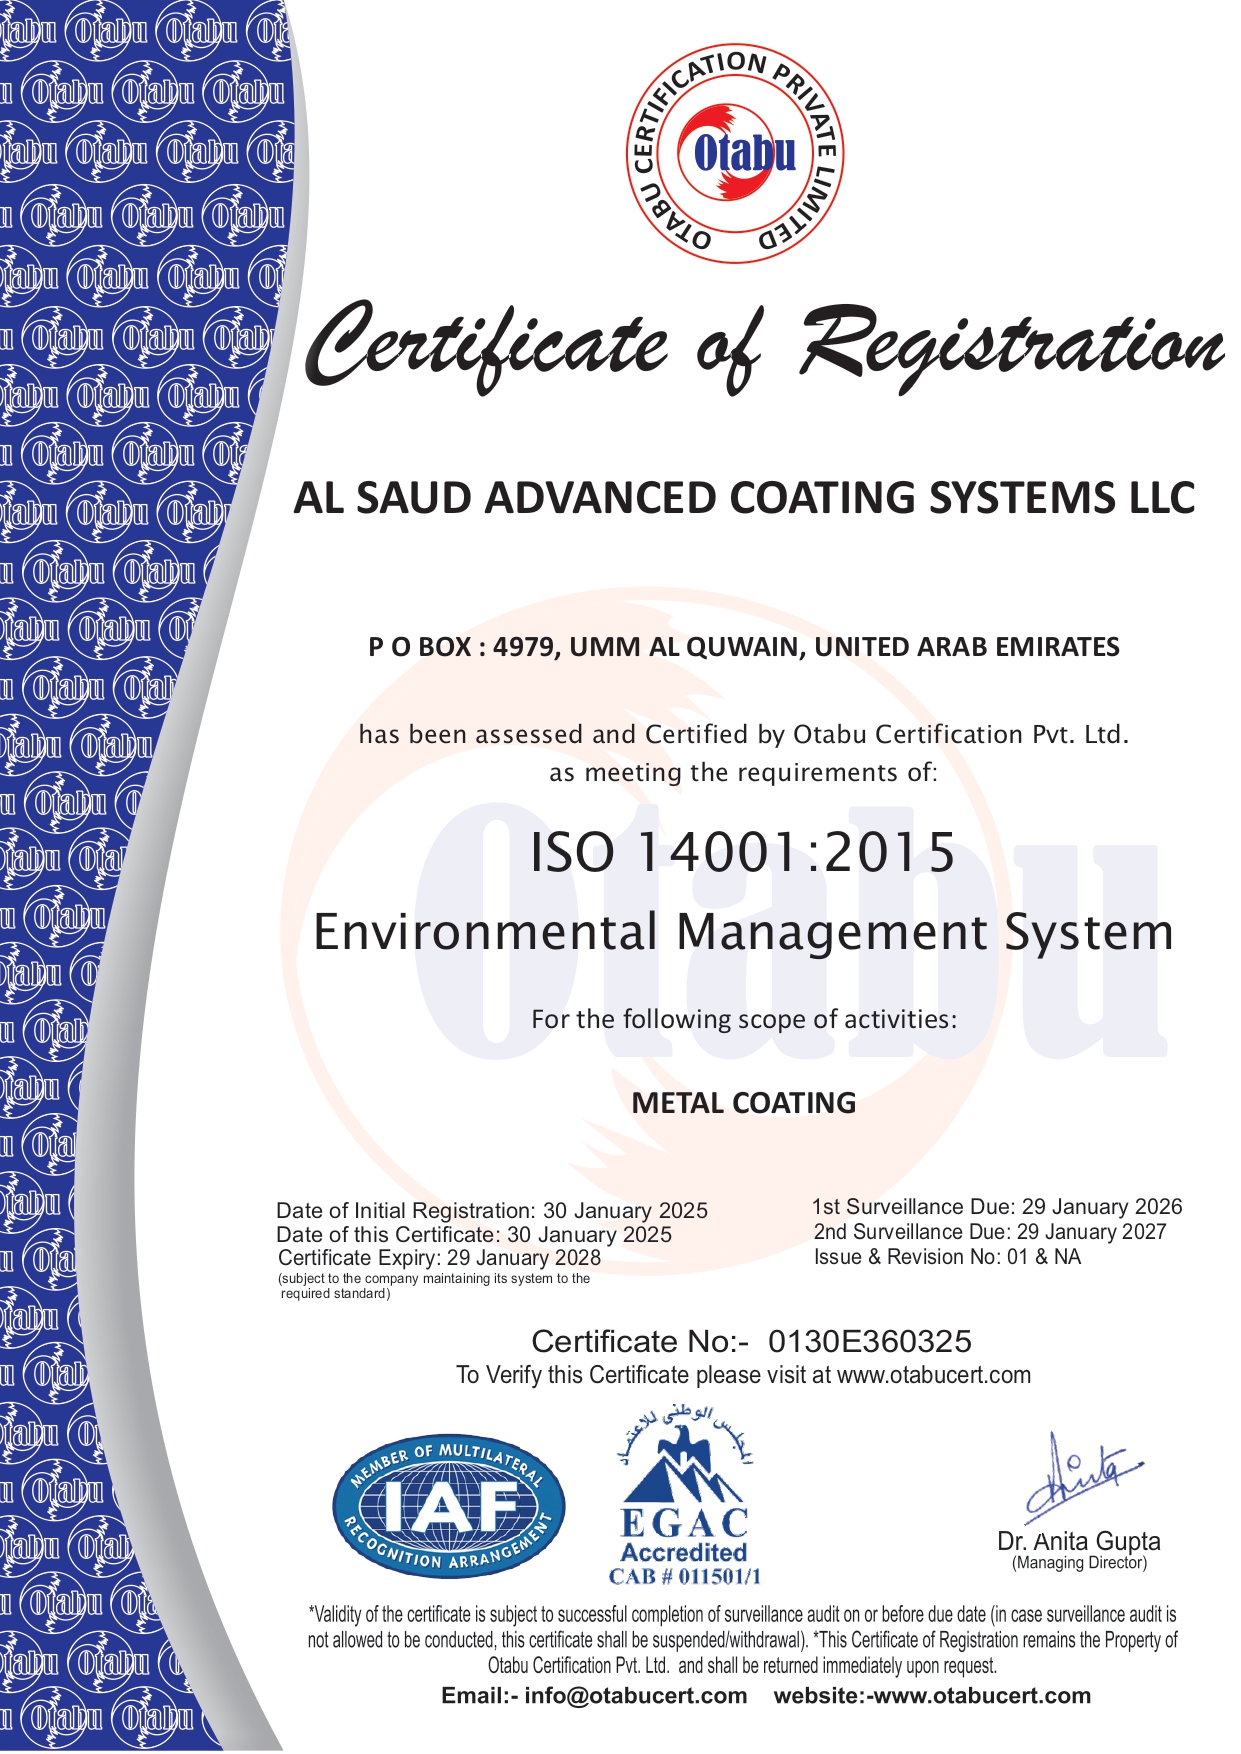 OTABU CERTIFICATION PRIVATE LIMITED
Otabu
Certificate of Registration
AL SAUD ADVANCED COATING SYSTEMS LLC
P O BOX : 4979, UMM AL QUWAIN, UNITED ARAB EMIRATES
has been assessed and Certified by Otabu Certification Pvt. Ltd.
as meeting the requirements of:
ISO 14001:2015
Environmental Management System
For the following scope of activities:
METAL COATING
Date of Initial Registration: 30 January 2025
Date of this Certificate: 30 January 2025
Certificate Expiry: 29 January 2028
(subject to the company maintaining its system to the
required standard)
1st Surveillance Due: 29 January 2026
2nd Surveillance Due: 29 January 2027
Issue & Revision No: 01 & NA
Certificate No:- 0130E360325
To Verify this Certificate please visit at www.otabucert.com
MEMBER OF MULTILATERAL
IAF
RECOGNITION ARRANGEMENT
المجلس الوطني للاعتماد
EGAC
Accredited
CAB # 011501/1
Anita
Dr. Anita Gupta
(Managing Director)
*Validity of the certificate is subject to successful completion of surveillance audit on or before due date (in case surveillance audit is
not allowed to be conducted, this certificate shall be suspended/withdrawal). *This Certificate of Registration remains the Property of
Otabu Certification Pvt. Ltd. and shall be returned immediately upon request.
Email:- info@otabucert.com website:-www.otabucert.com